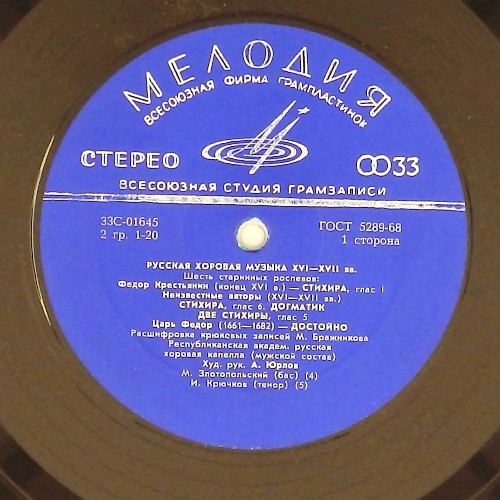 МЕЛОДИЯ
ВСЕСОЮЗНАЯ ФИРМА ГРАМПЛАСТИНОК
СТЕРЕО 33
ВСЕСОЮЗНАЯ СТУДИЯ ГРАМЗАПИСИ
33С-01645 ГОСТ 5289-68
2 гр. 1-20 1 сторона
РУССКАЯ ХОРОВАЯ МУЗЫКА XVI—XVII вв.
Шесть старинных роспевов:
Федор Крестьянин (конец XVI в.) — СТИХИРА, глас I
Неизвестные авторы (XVI—XVII вв.)
СТИХИРА, глас 6. ДОГМАТИК
ДВЕ СТИХИРЫ, глас 5
Царь Федор (1661—1682) — ДОСТОЙНО
Расшифровка крюковых записей М. Бражникова
Республиканская академ. русская
хоровая капелла (мужской состав)
Худ. рук. А. Юрлов
М. Злотопольский (бас) (4)
И. Крючков (тенор) (5)